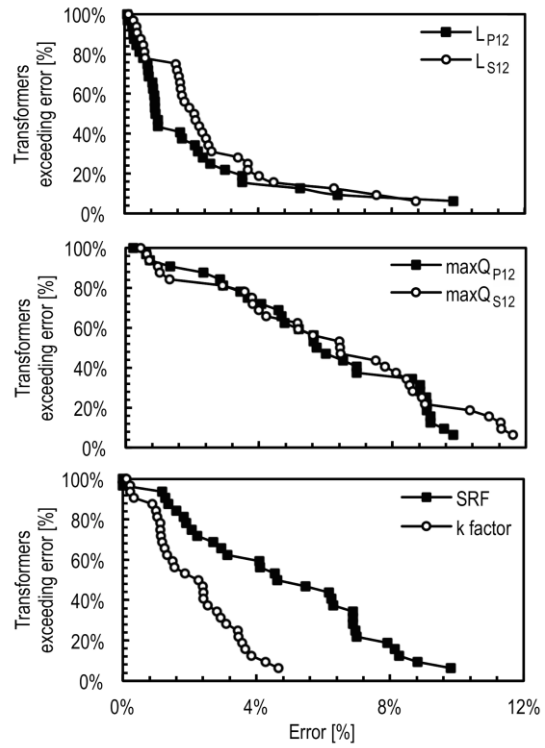 100%
80%
60%
40%
20%
0%
Transformers
exceeding error [%]
L_P12
L_S12
100%
80%
60%
40%
20%
0%
Transformers
exceeding error [%]
maxQ_P12
maxQ_S12
100%
80%
60%
40%
20%
0%
Transformers
exceeding error [%]
SRF
k factor
0% 4% 8% 12%
Error [%]